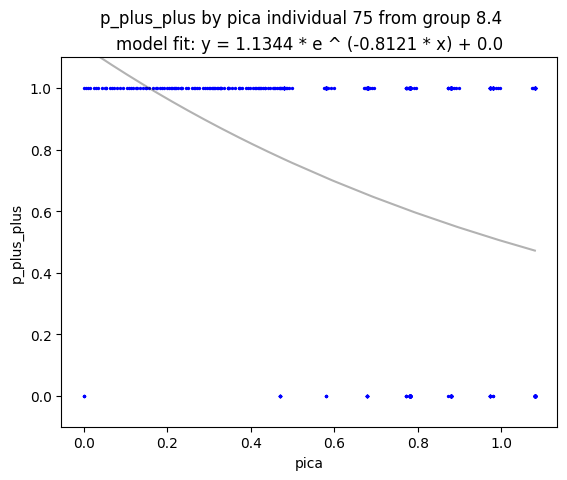 p_plus_plus by pica individual 75 from group 8.4
model fit: y = 1.1344 * e ^ (-0.8121 * x) + 0.0
1.0
0.8
0.6
0.4
0.2
0.0
p_plus_plus
0.0 0.2 0.4 0.6 0.8 1.0
pica